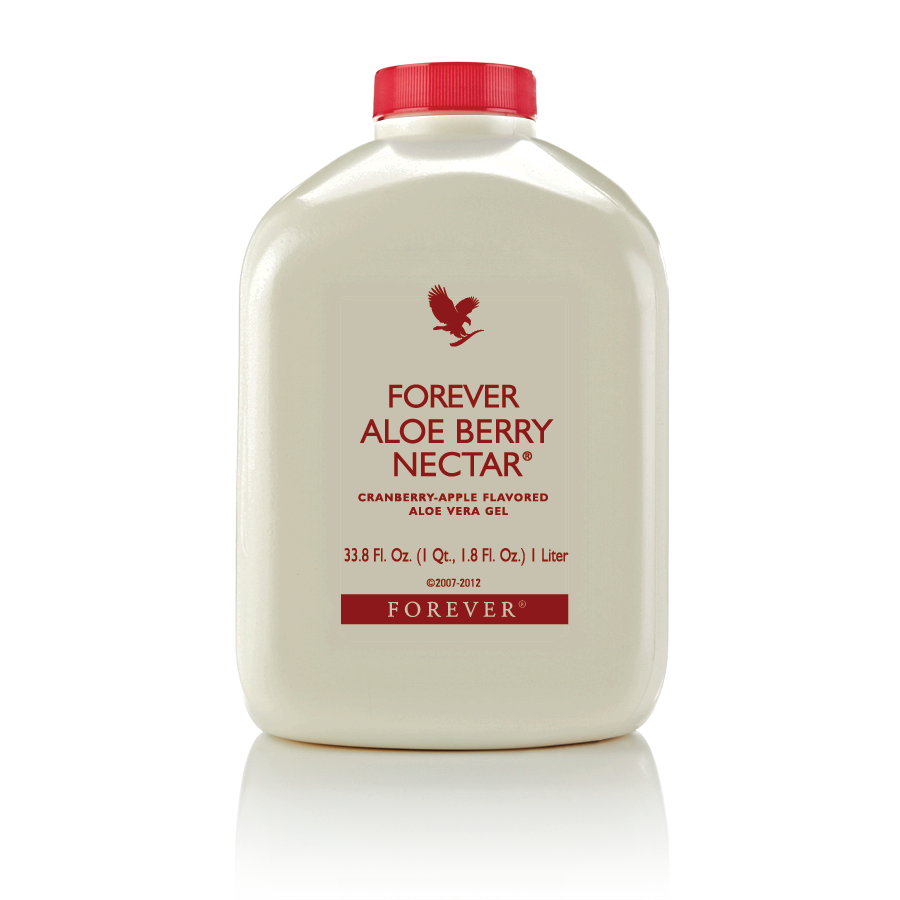 FOREVER
ALOE BERRY
NECTAR®
CRANBERRY-APPLE FLAVORED
ALOE VERA GEL
33.8 Fl. Oz. (1 Qt., 1.8 Fl. Oz.) 1 Liter
©2007-2012
FOREVER®